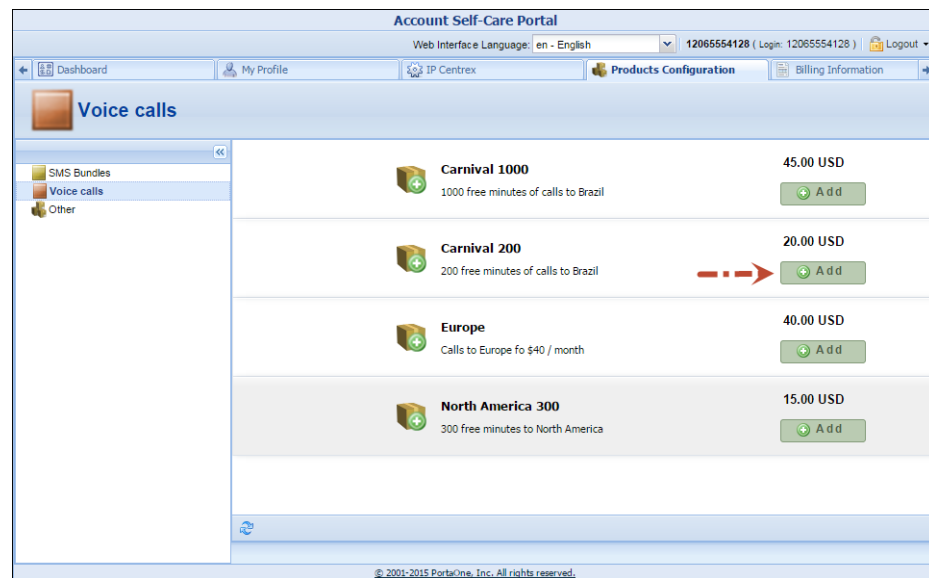 Account Self-Care Portal
Web Interface Language: en - English 12065554128 ( Login: 12065554128 ) Logout
Dashboard My Profile IP Centrex Products Configuration Billing Information
Voice calls
SMS Bundles
Voice calls
Other
Carnival 1000 45.00 USD
1000 free minutes of calls to Brazil Add
Carnival 200 20.00 USD
200 free minutes of calls to Brazil Add
Europe 40.00 USD
Calls to Europe fo $40 / month Add
North America 300 15.00 USD
300 free minutes to North America Add
© 2001-2015 PortaOne, Inc. All rights reserved.